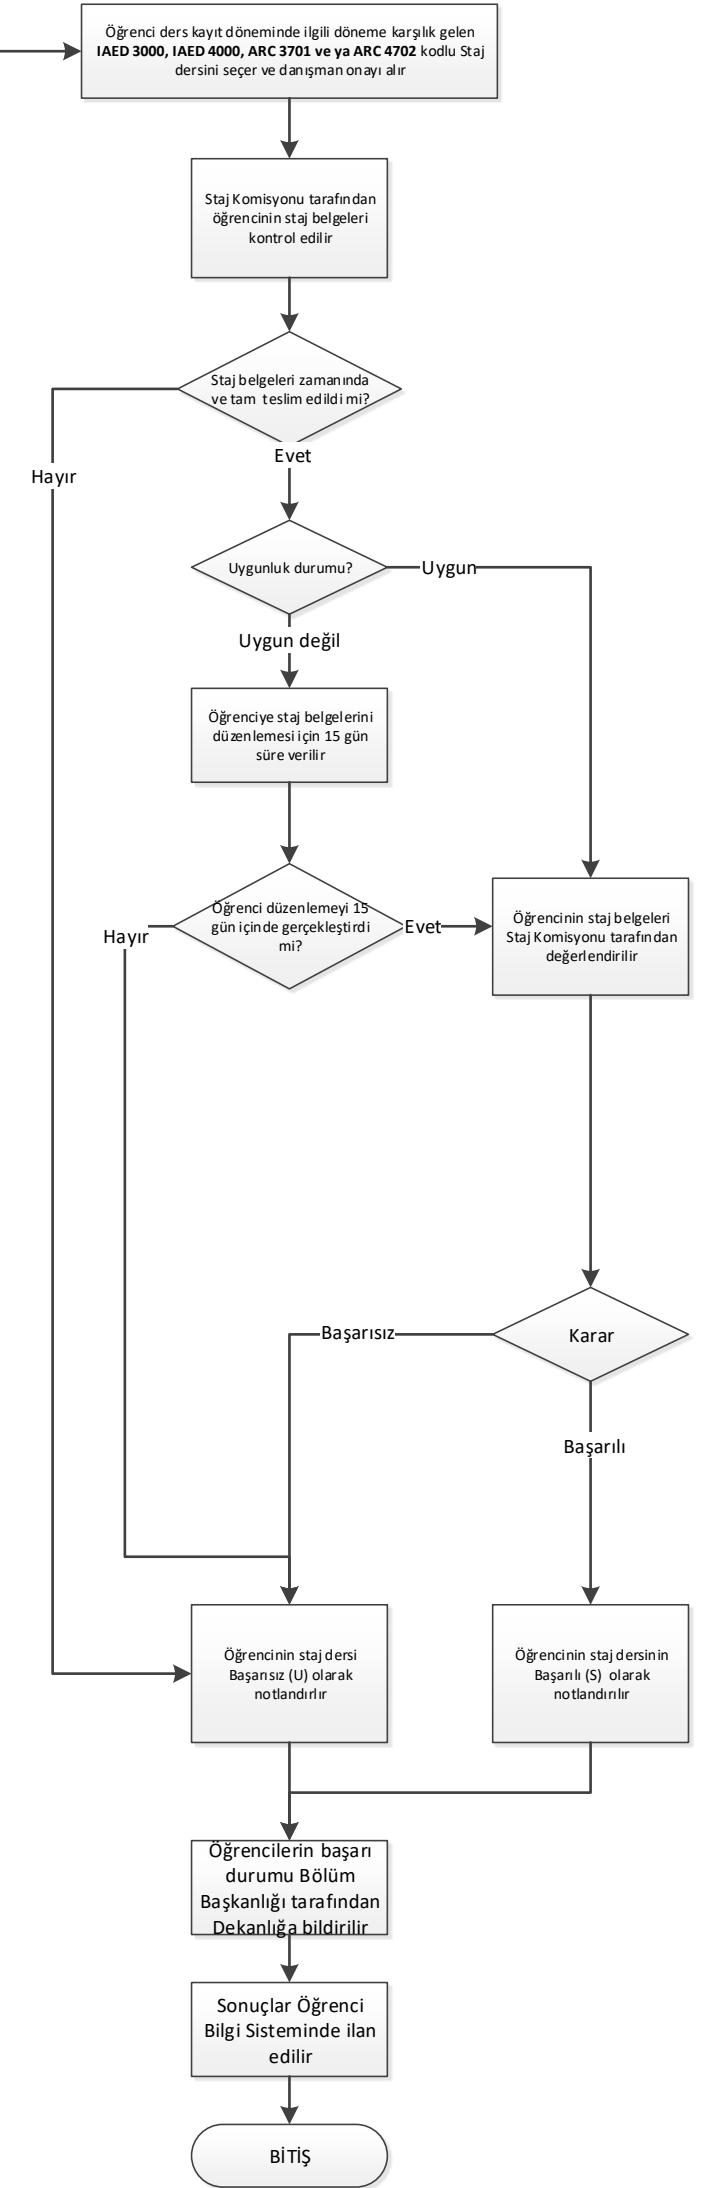 Öğrenci ders kayıt döneminde ilgili döneme karşılık gelen
IAED 3000, IAED 4000, ARC 3701 ve ya ARC 4702 kodlu Staj
dersini seçer ve danışman onayı alır
Staj Komisyonu tarafından
öğrencinin staj belgeleri
kontrol edilir
Staj belgeleri zamanında
ve tam teslim edildi mi?
Evet
Hayır
Uygunluk durumu?
Uygun
Uygun değil
Öğrenciye staj belgelerini
düzenlemesi için 15 gün
süre verilir
Öğrenci düzenlemeyi 15
gün içinde gerçekleştirdi
mi?
Hayır
Evet
Öğrencinin staj belgeleri
Staj Komisyonu tarafından
değerlendirilir
Karar
Başarısız
Başarılı
Öğrencinin staj dersi
Başarısız (U) olarak
notlandırlır
Öğrencinin staj dersinin
Başarılı (S) olarak
notlandırılır
Öğrencilerin başarı
durumu Bölüm
Başkanlığı tarafından
Dekanlığa bildirilir
Sonuçlar Öğrenci
Bilgi Sisteminde ilan
edilir
BİTİŞ